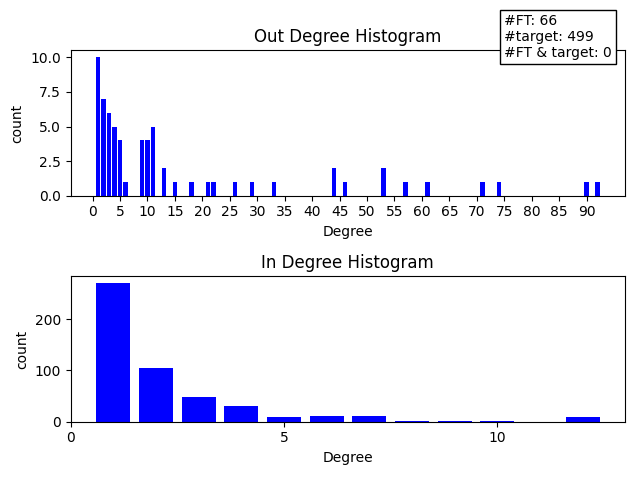 #FT: 66
#target: 499
#FT & target: 0
Out Degree Histogram
10.0
7.5
5.0
2.5
0.0
count
0 5 10 15 20 25 30 35 40 45 50 55 60 65 70 75 80 85 90
Degree
In Degree Histogram
200
100
0
count
0 5 10
Degree